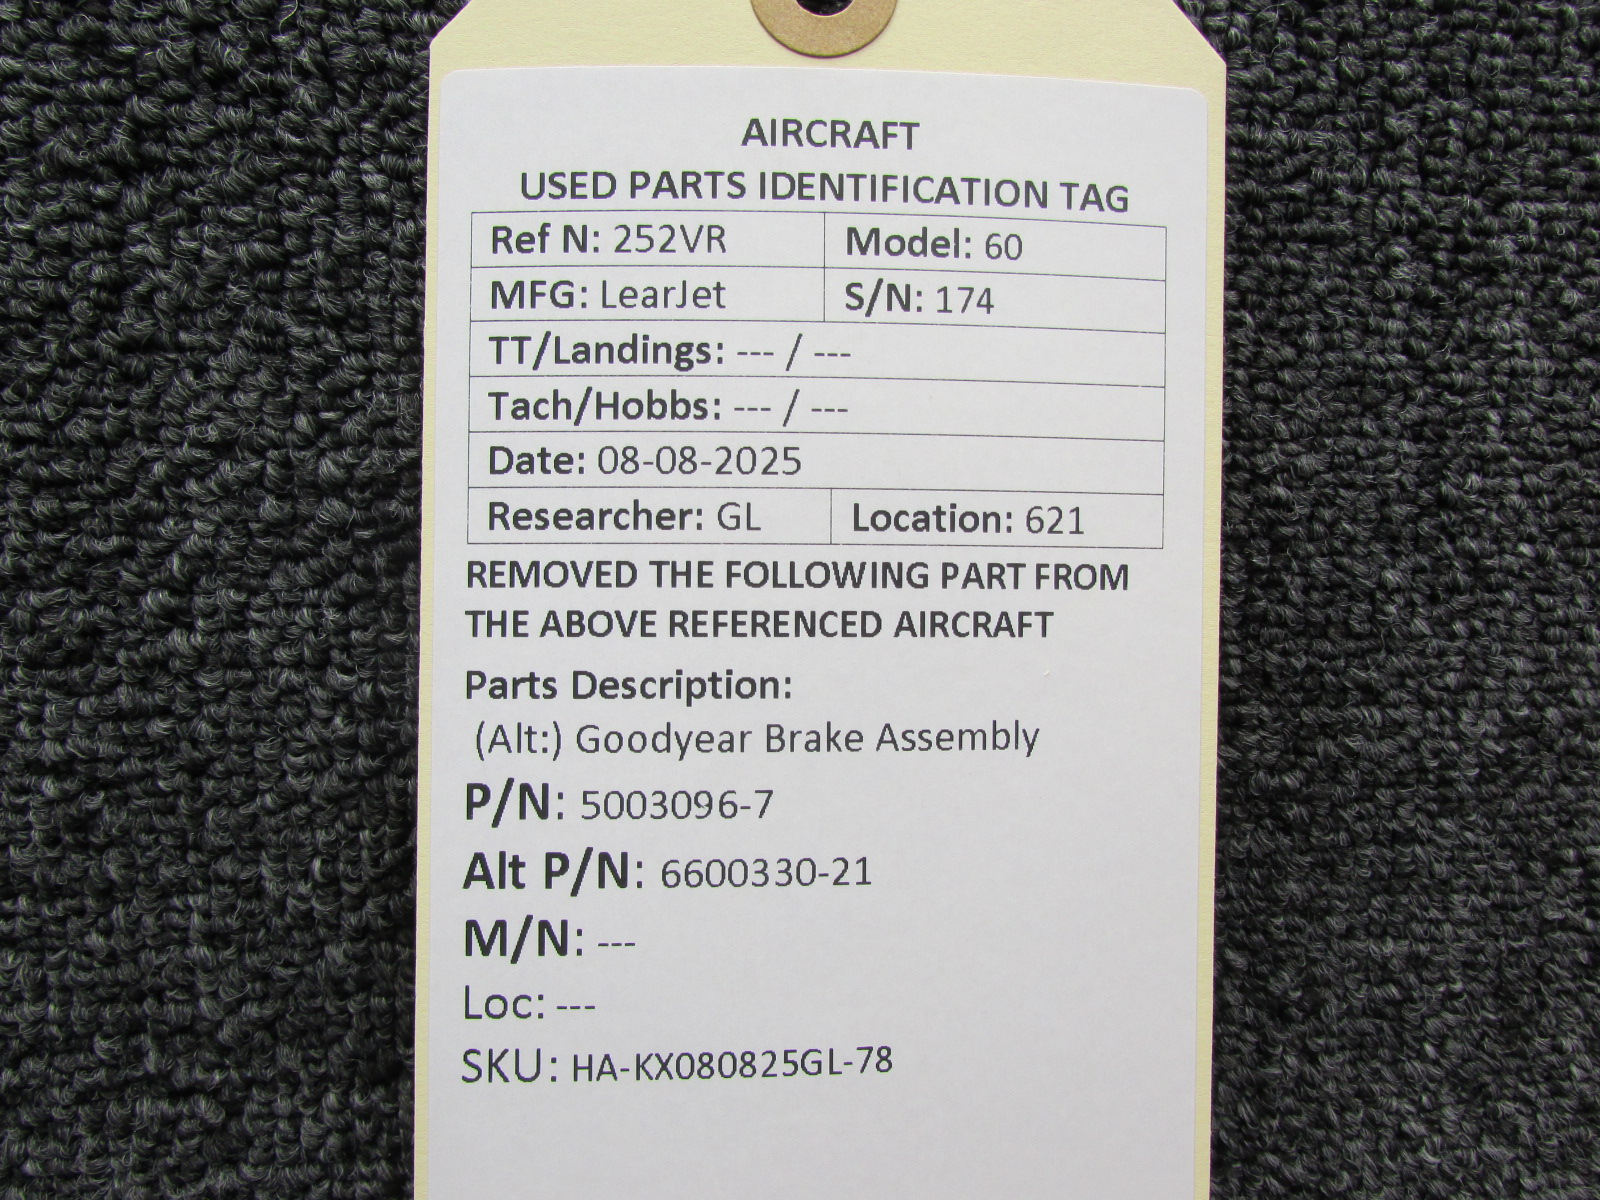 AIRCRAFT
USED PARTS IDENTIFICATION TAG
Ref N: 252VR Model: 60
MFG: LearJet S/N: 174
TT/Landings: --- / ---
Tach/Hobbs: --- / ---
Date: 08-08-2025
Researcher: GL Location: 621
REMOVED THE FOLLOWING PART FROM
THE ABOVE REFERENCED AIRCRAFT
Parts Description:
(Alt:) Goodyear Brake Assembly
P/N: 5003096-7
Alt P/N: 6600330-21
M/N: ---
Loc: ---
SKU: HA-KX080825GL-78